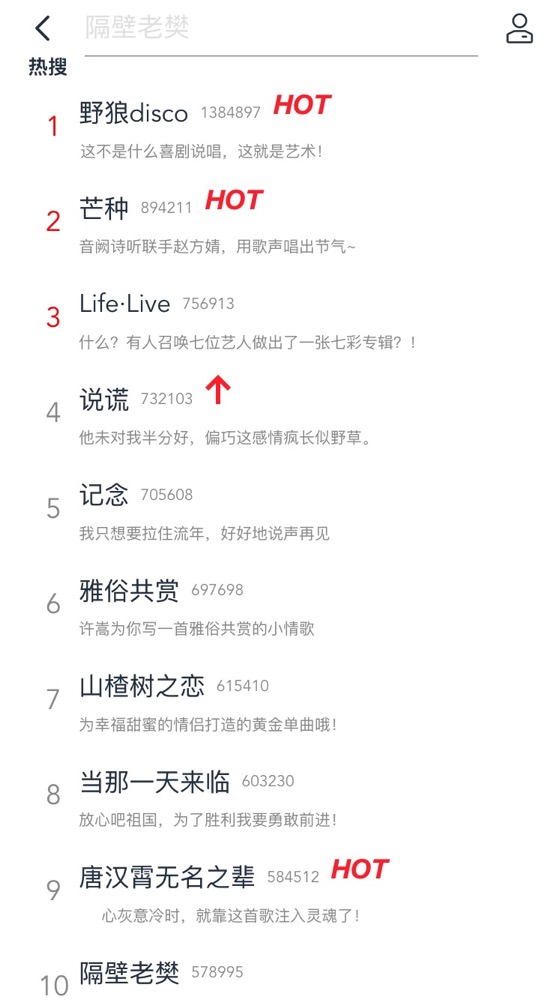 隔壁老樊
热搜
1 野狼disco 1384897 HOT
这不是什么喜剧说唱，这就是艺术！
2 芒种 894211 HOT
音阙诗听联手赵方婧，用歌声唱出节气~
3 Life·Live 756913
什么？有人召唤七位艺人做出了一张七彩专辑？！
4 说谎 732103
他未对我半分好，偏巧这感情疯长似野草。
5 记念 705608
我只想要拉住流年，好好地说声再见
6 雅俗共赏 697698
许嵩为你写一首雅俗共赏的小情歌
7 山楂树之恋 615410
为幸福甜蜜的情侣打造的黄金单曲哦！
8 当那一天来临 603230
放心吧祖国，为了胜利我要勇敢前进！
9 唐汉霄无名之辈 584512 HOT
心灰意冷时，就靠这首歌注入灵魂了！
10 隔壁老樊 578995